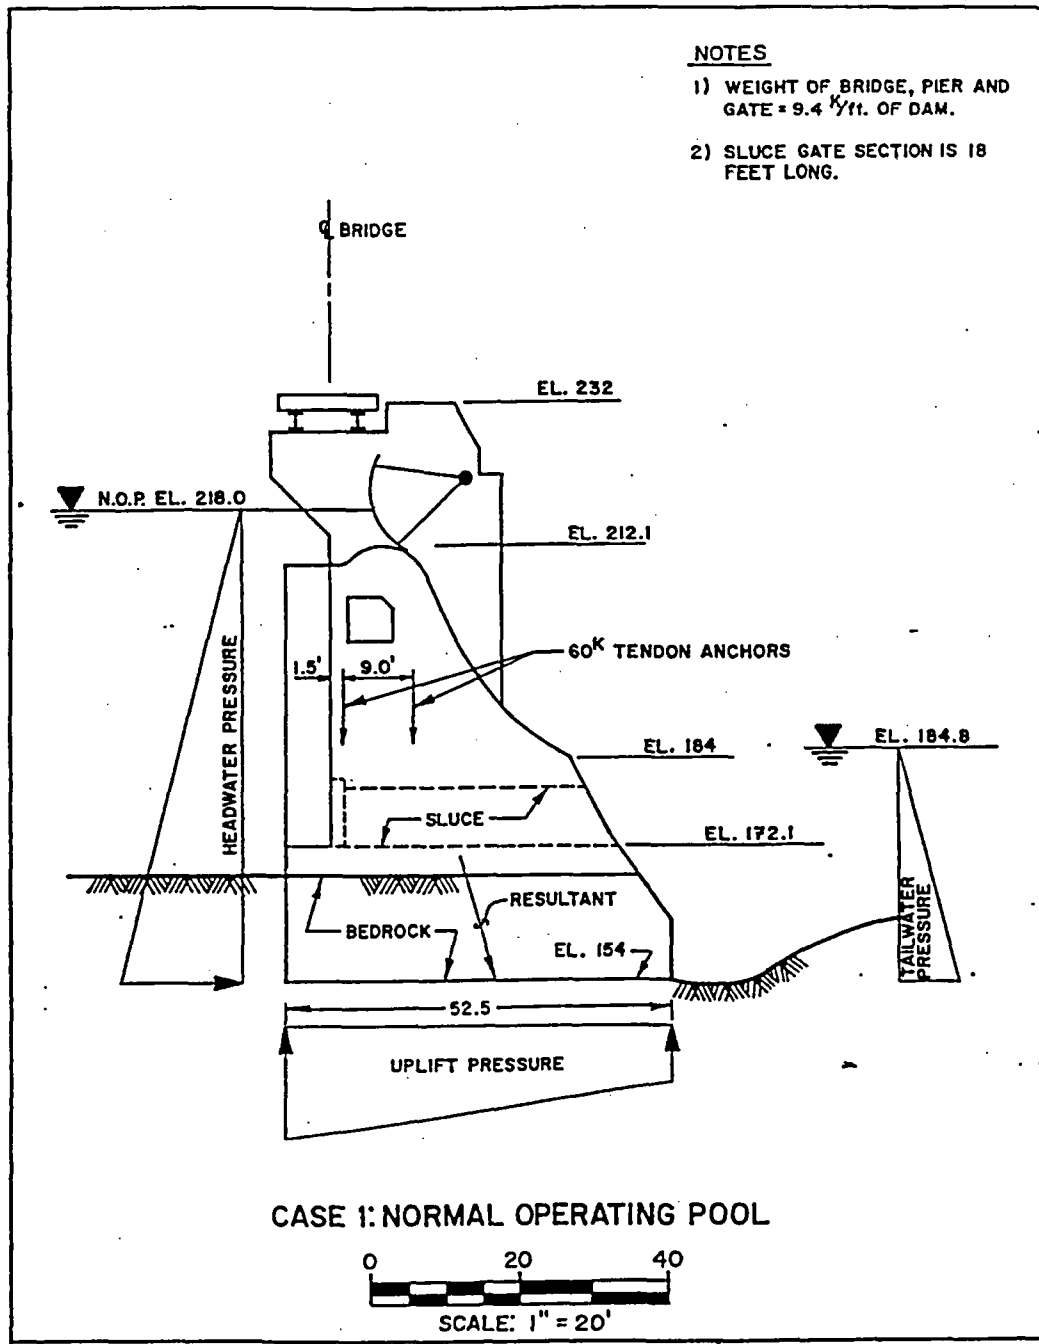 NOTES
1) WEIGHT OF BRIDGE, PIER AND
GATE = 9.4 K/ft. OF DAM.
2) SLUCE GATE SECTION IS 18
FEET LONG.
℄ BRIDGE
EL. 232
N.O.P. EL. 218.0
EL. 212.1
HEADWATER PRESSURE
1.5'
9.0'
60K TENDON ANCHORS
EL. 184
EL. 184.8
SLUCE
EL. 172.1
RESULTANT
BEDROCK
EL. 154
TAILWATER
PRESSURE
52.5
UPLIFT PRESSURE
CASE 1: NORMAL OPERATING POOL
0 20 40
SCALE: 1" = 20'